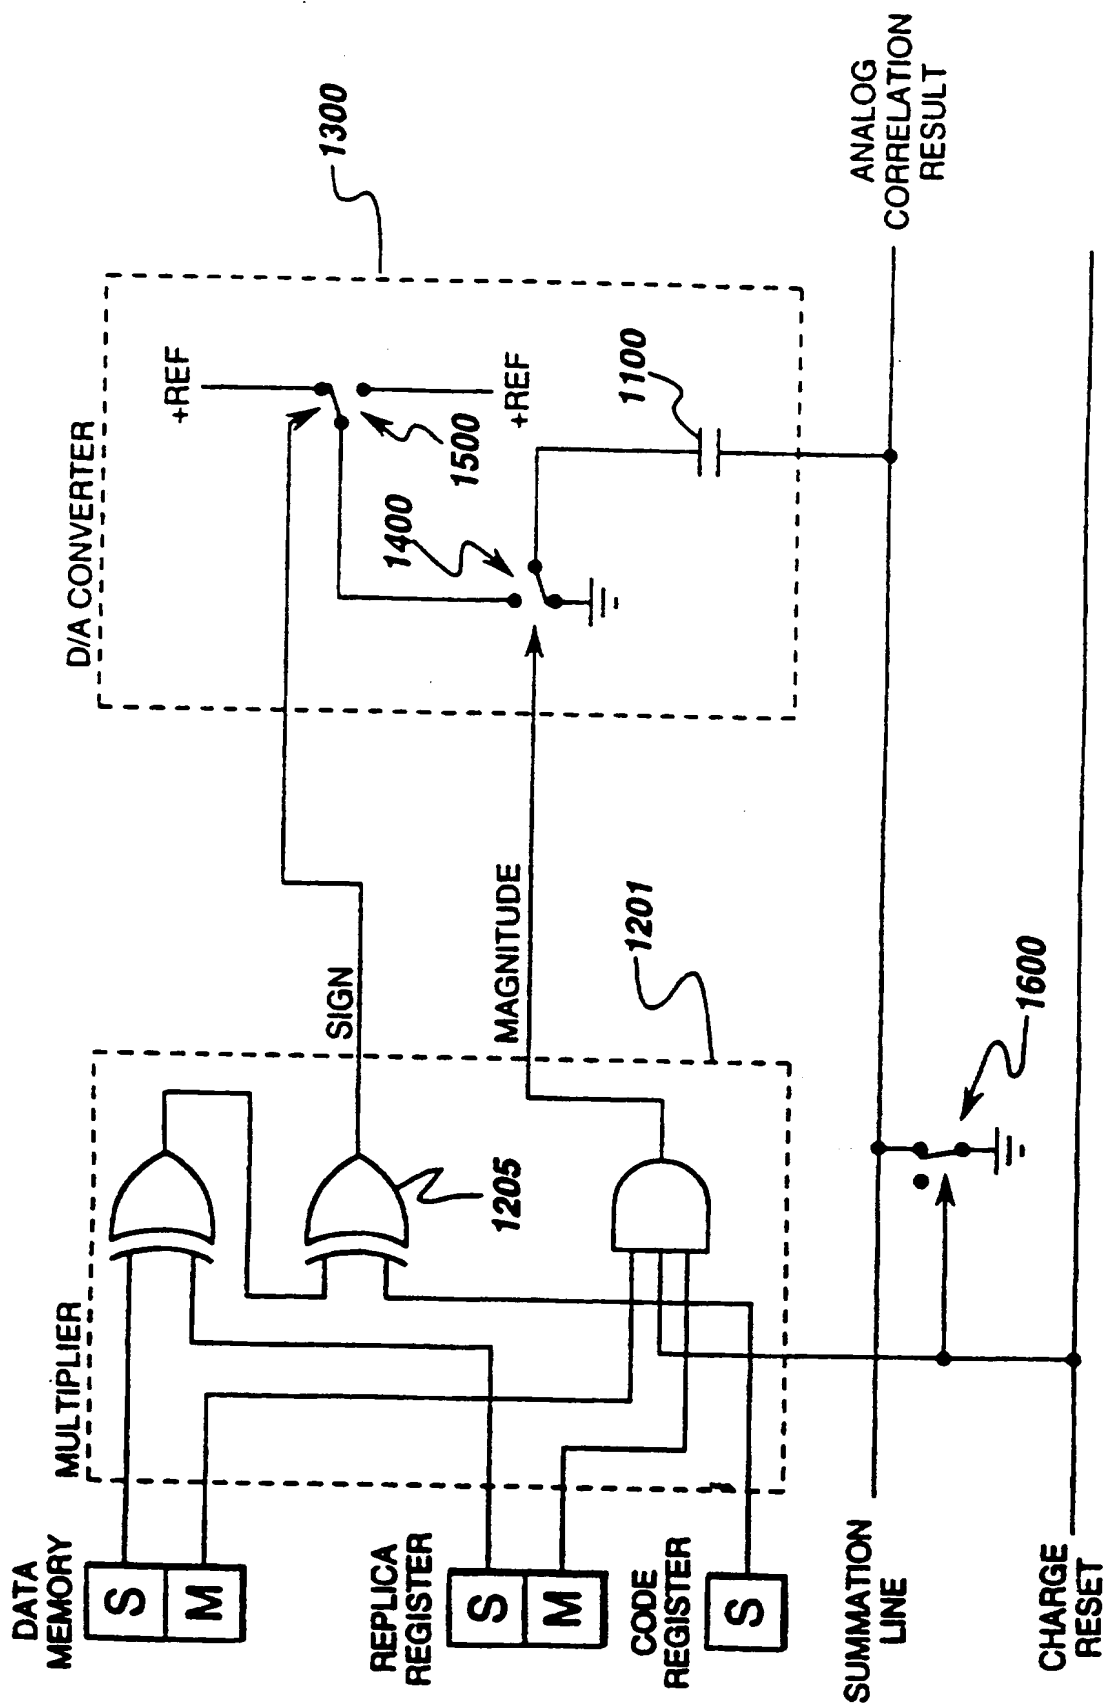 DATA
MEMORY
S
M
REPLICA
REGISTER
S
M
CODE
REGISTER
S
SUMMATION
LINE
CHARGE
RESET
MULTIPLIER
1205
SIGN
MAGNITUDE
1201
1600
D/A CONVERTER
+REF
1500
+REF
1400
1100
1300
ANALOG
CORRELATION
RESULT